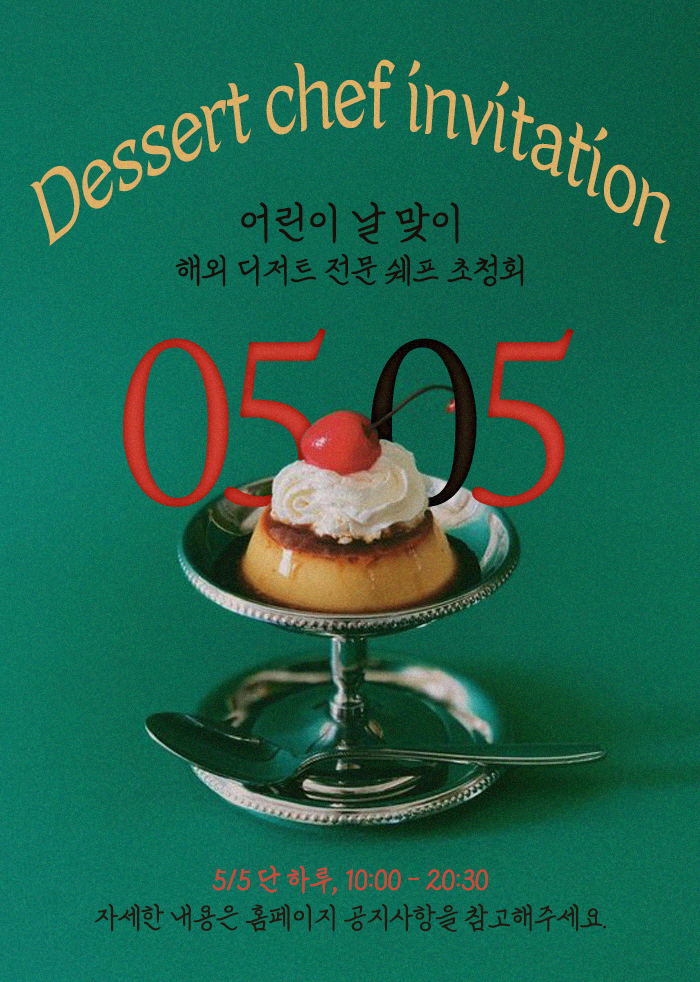 Dessert chef invitation
어린이 날 맞이
해외 디저트 전문 쉐프 초청회
0505
5/5 단 하루, 10:00 - 20:30
자세한 내용은 홈페이지 공지사항을 참고해주세요.